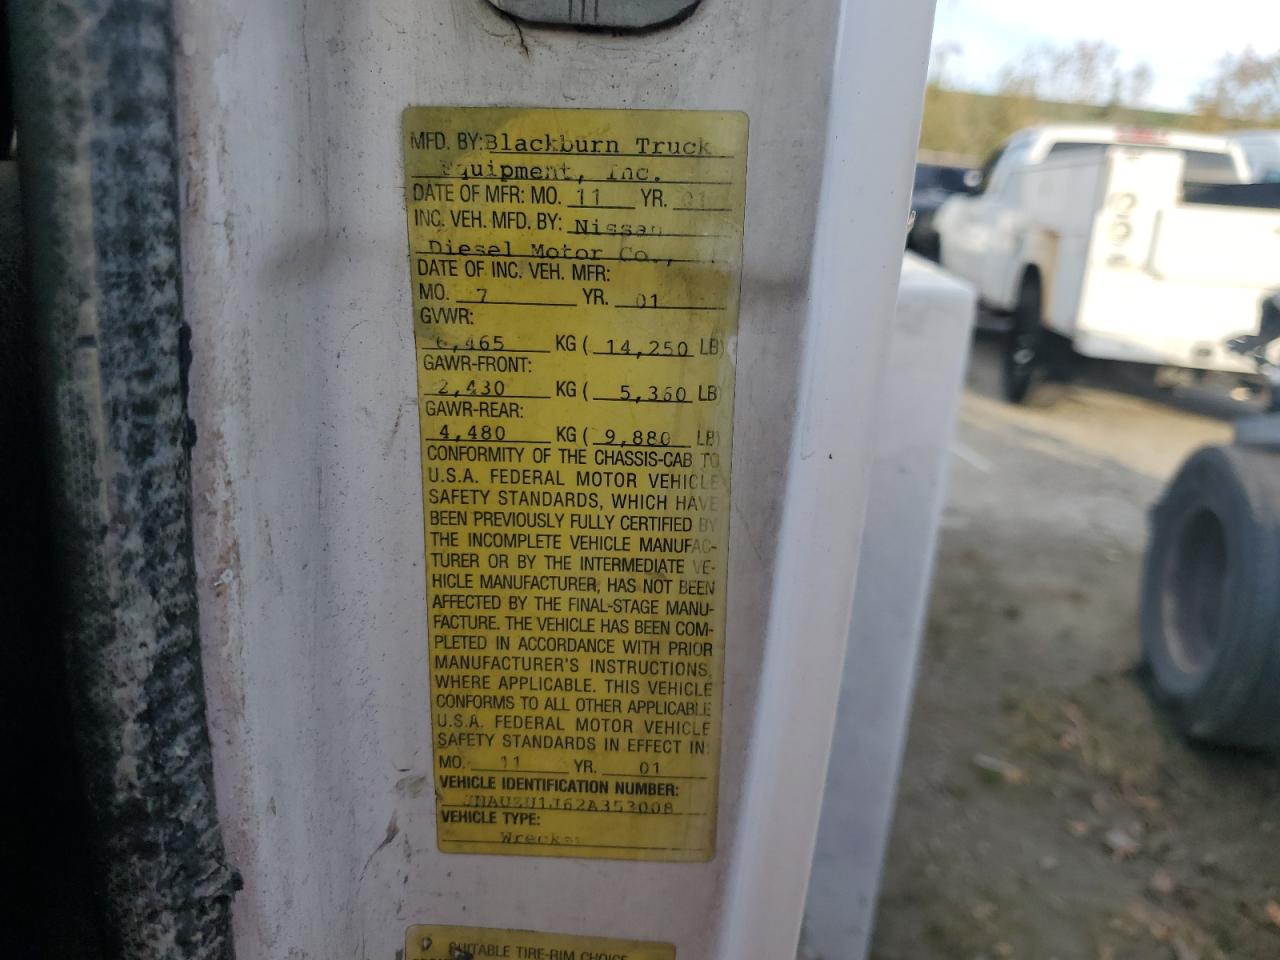 MFD. BY: Blackburn Truck
Equipment, Inc.
DATE OF MFR: MO. 11 YR. 01
INC. VEH. MFD. BY: Nissan
Diesel Motor Co.,
DATE OF INC. VEH. MFR:
MO. 7 YR. 01
GVWR:
6,465 KG ( 14,250 LB)
GAWR-FRONT:
2,430 KG ( 5,360 LB
GAWR-REAR:
4,480 KG ( 9,880 LB)
CONFORMITY OF THE CHASSIS-CAB TO
U.S.A. FEDERAL MOTOR VEHICLE
SAFETY STANDARDS, WHICH HAVE
BEEN PREVIOUSLY FULLY CERTIFIED BY
THE INCOMPLETE VEHICLE MANUFAC-
TURER OR BY THE INTERMEDIATE VE-
HICLE MANUFACTURER, HAS NOT BEEN
AFFECTED BY THE FINAL-STAGE MANU-
FACTURE. THE VEHICLE HAS BEEN COM-
PLETED IN ACCORDANCE WITH PRIOR
MANUFACTURER'S INSTRUCTIONS,
WHERE APPLICABLE. THIS VEHICLE
CONFORMS TO ALL OTHER APPLICABLE
U.S.A. FEDERAL MOTOR VEHICLE
SAFETY STANDARDS IN EFFECT IN:
MO. 11 YR. 01
VEHICLE IDENTIFICATION NUMBER:
VEHICLE TYPE:
Wrecker
SUITABLE TIRE-RIM CHOICE